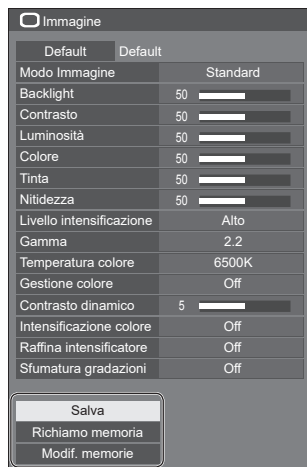 Immagine
Default Default
Modo Immagine Standard
Backlight 50
Contrasto 50
Luminosità 50
Colore 50
Tinta 50
Nitidezza 50
Livello intensificazione Alto
Gamma 2.2
Temperatura colore 6500K
Gestione colore Off
Contrasto dinamico 5
Intensificazione colore Off
Raffina intensificatore Off
Sfumatura gradazioni Off
Salva
Richiamo memoria
Modif. memorie